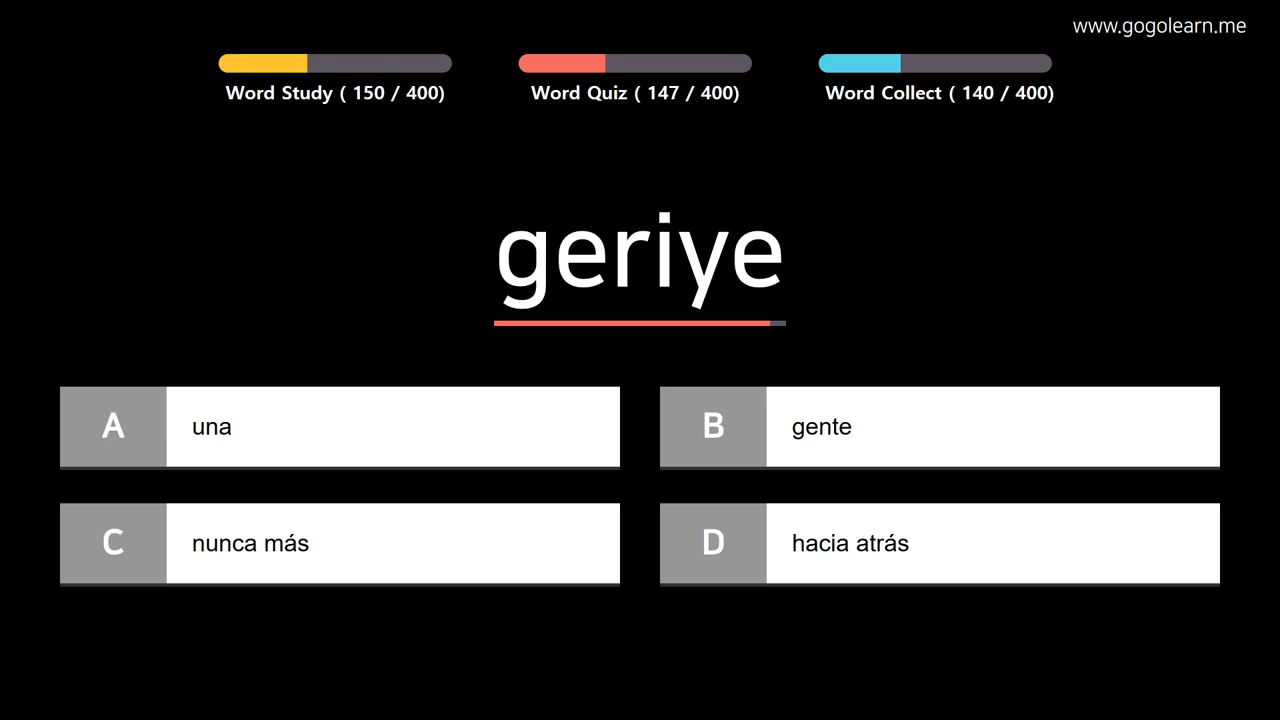 www.gogolearn.me
Word Study ( 150 / 400)
Word Quiz ( 147 / 400)
Word Collect ( 140 / 400)
geriye
A una
B gente
C nunca más
D hacia atrás